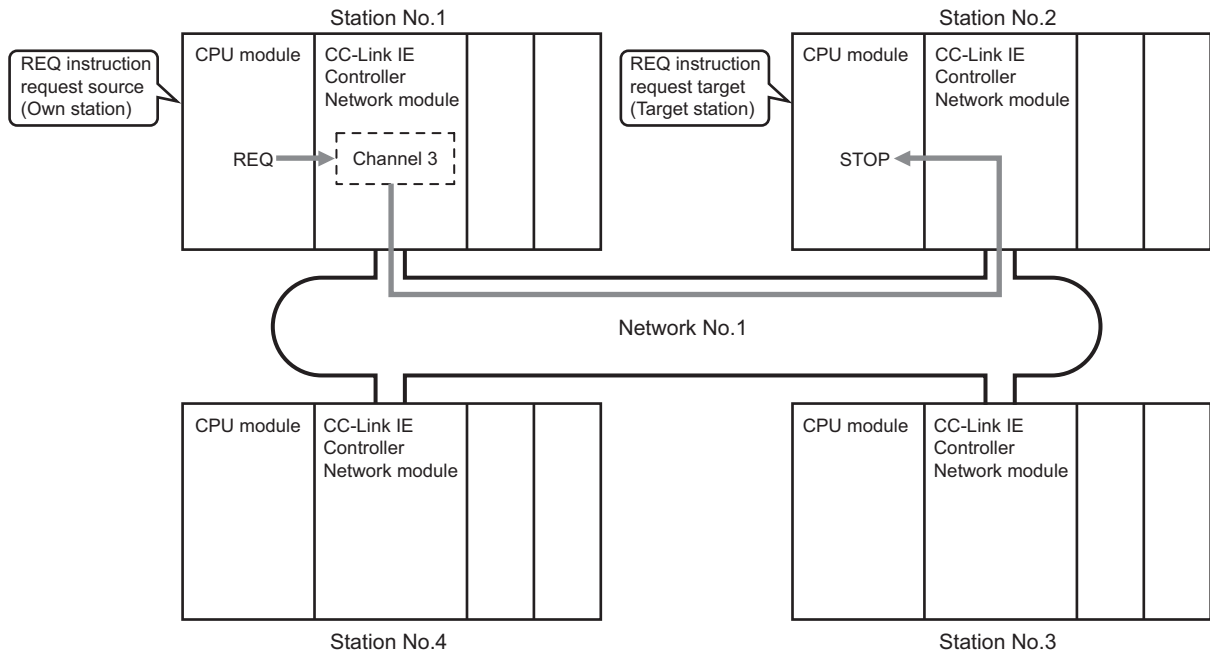 Station No.1
Station No.2
REQ instruction
request source
(Own station)
CPU module
CC-Link IE
Controller
Network module
REQ
Channel 3
REQ instruction
request target
(Target station)
CPU module
CC-Link IE
Controller
Network module
STOP
Network No.1
CPU module
CC-Link IE
Controller
Network module
CPU module
CC-Link IE
Controller
Network module
Station No.4
Station No.3